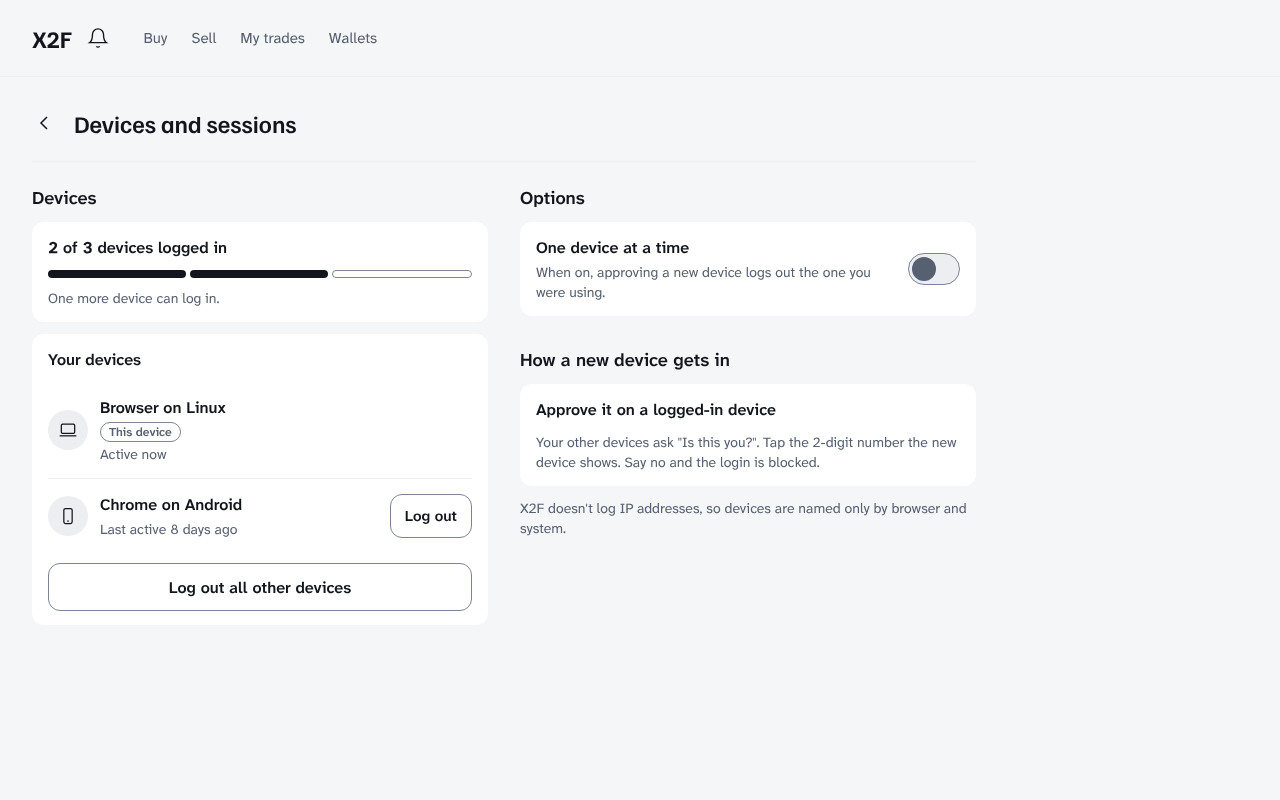 X2F
Buy
Sell
My trades
Wallets
Devices and sessions
Devices
2 of 3 devices logged in
One more device can log in.
Your devices
Browser on Linux
This device
Active now
Chrome on Android
Last active 8 days ago
Log out
Log out all other devices
Options
One device at a time
When on, approving a new device logs out the one you
were using.
How a new device gets in
Approve it on a logged-in device
Your other devices ask "Is this you?". Tap the 2-digit number the new
device shows. Say no and the login is blocked.
X2F doesn't log IP addresses, so devices are named only by browser and
system.